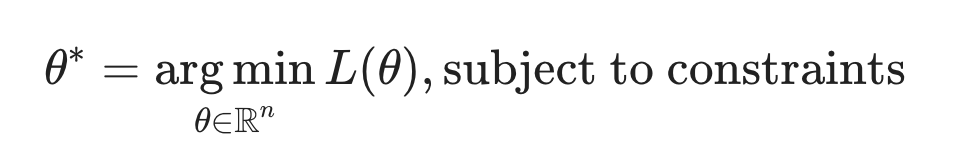 θ* = arg min L(θ), subject to constraints
θ∈ℝⁿ